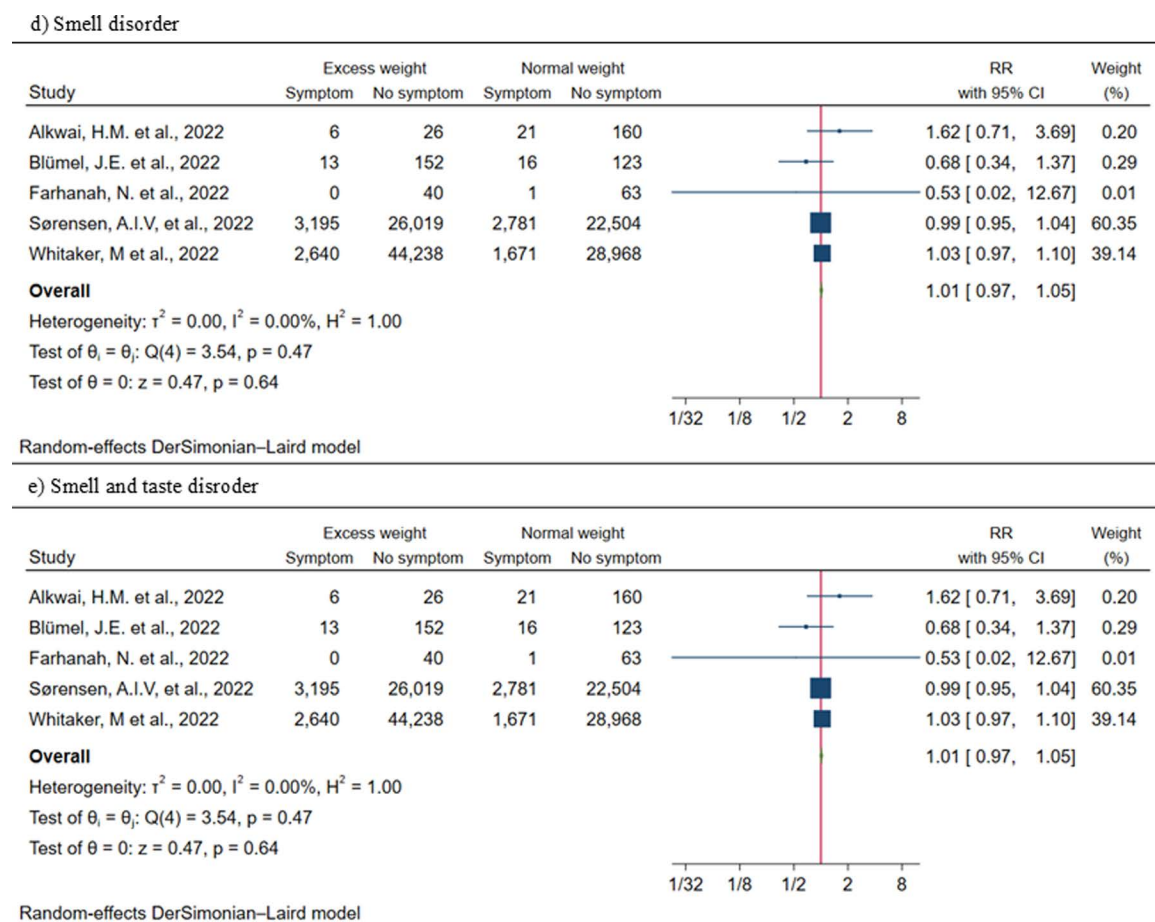 d) Smell disorder
Excess weight Normal weight RR Weight
Study Symptom No symptom Symptom No symptom with 95% CI (%)
Alkwai, H.M. et al., 2022 6 26 21 160 1.62 [ 0.71, 3.69] 0.20
Blümel, J.E. et al., 2022 13 152 16 123 0.68 [ 0.34, 1.37] 0.29
Farhanah, N. et al., 2022 0 40 1 63 0.53 [ 0.02, 12.67] 0.01
Sørensen, A.I.V, et al., 2022 3,195 26,019 2,781 22,504 0.99 [ 0.95, 1.04] 60.35
Whitaker, M et al., 2022 2,640 44,238 1,671 28,968 1.03 [ 0.97, 1.10] 39.14
Overall 1.01 [ 0.97, 1.05]
Heterogeneity: τ² = 0.00, I² = 0.00%, H² = 1.00
Test of θᵢ = θⱼ: Q(4) = 3.54, p = 0.47
Test of θ = 0: z = 0.47, p = 0.64
1/32 1/8 1/2 2 8
Random-effects DerSimonian–Laird model
e) Smell and taste disroder
Excess weight Normal weight RR Weight
Study Symptom No symptom Symptom No symptom with 95% CI (%)
Alkwai, H.M. et al., 2022 6 26 21 160 1.62 [ 0.71, 3.69] 0.20
Blümel, J.E. et al., 2022 13 152 16 123 0.68 [ 0.34, 1.37] 0.29
Farhanah, N. et al., 2022 0 40 1 63 0.53 [ 0.02, 12.67] 0.01
Sørensen, A.I.V, et al., 2022 3,195 26,019 2,781 22,504 0.99 [ 0.95, 1.04] 60.35
Whitaker, M et al., 2022 2,640 44,238 1,671 28,968 1.03 [ 0.97, 1.10] 39.14
Overall 1.01 [ 0.97, 1.05]
Heterogeneity: τ² = 0.00, I² = 0.00%, H² = 1.00
Test of θᵢ = θⱼ: Q(4) = 3.54, p = 0.47
Test of θ = 0: z = 0.47, p = 0.64
1/32 1/8 1/2 2 8
Random-effects DerSimonian–Laird model